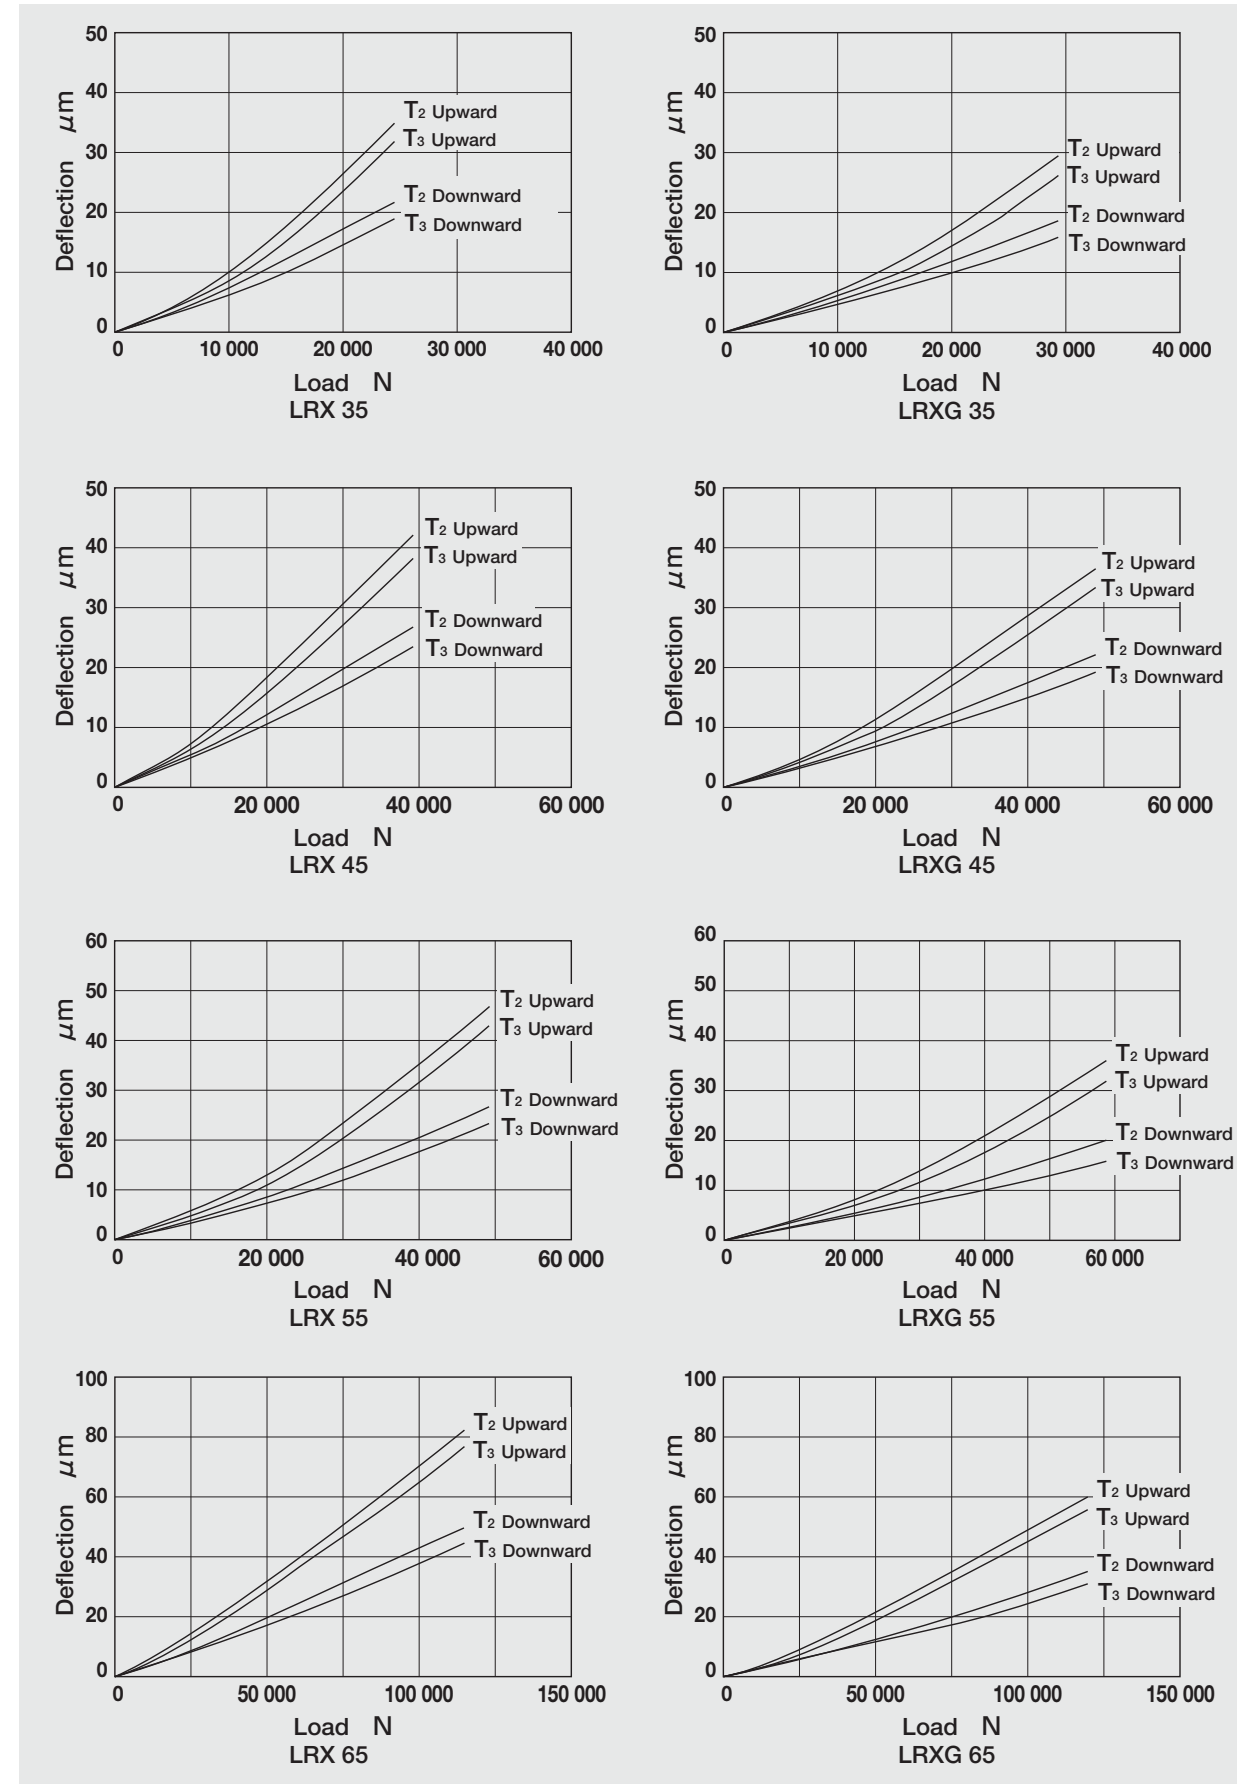 50
40
30
20
10
0
Deflection μm
T2 Upward
T3 Upward
T2 Downward
T3 Downward
0 10 000 20 000 30 000 40 000
Load N
LRX 35
50
40
30
20
10
0
Deflection μm
T2 Upward
T3 Upward
T2 Downward
T3 Downward
0 10 000 20 000 30 000 40 000
Load N
LRXG 35
50
40
30
20
10
0
Deflection μm
T2 Upward
T3 Upward
T2 Downward
T3 Downward
0 20 000 40 000 60 000
Load N
LRX 45
50
40
30
20
10
0
Deflection μm
T2 Upward
T3 Upward
T2 Downward
T3 Downward
0 20 000 40 000 60 000
Load N
LRXG 45
60
50
40
30
20
10
0
Deflection μm
T2 Upward
T3 Upward
T2 Downward
T3 Downward
0 20 000 40 000 60 000
Load N
LRX 55
60
50
40
30
20
10
0
Deflection μm
T2 Upward
T3 Upward
T2 Downward
T3 Downward
0 20 000 40 000 60 000
Load N
LRXG 55
100
80
60
40
20
0
Deflection μm
T2 Upward
T3 Upward
T2 Downward
T3 Downward
0 50 000 100 000 150 000
Load N
LRX 65
100
80
60
40
20
0
Deflection μm
T2 Upward
T3 Upward
T2 Downward
T3 Downward
0 50 000 100 000 150 000
Load N
LRXG 65